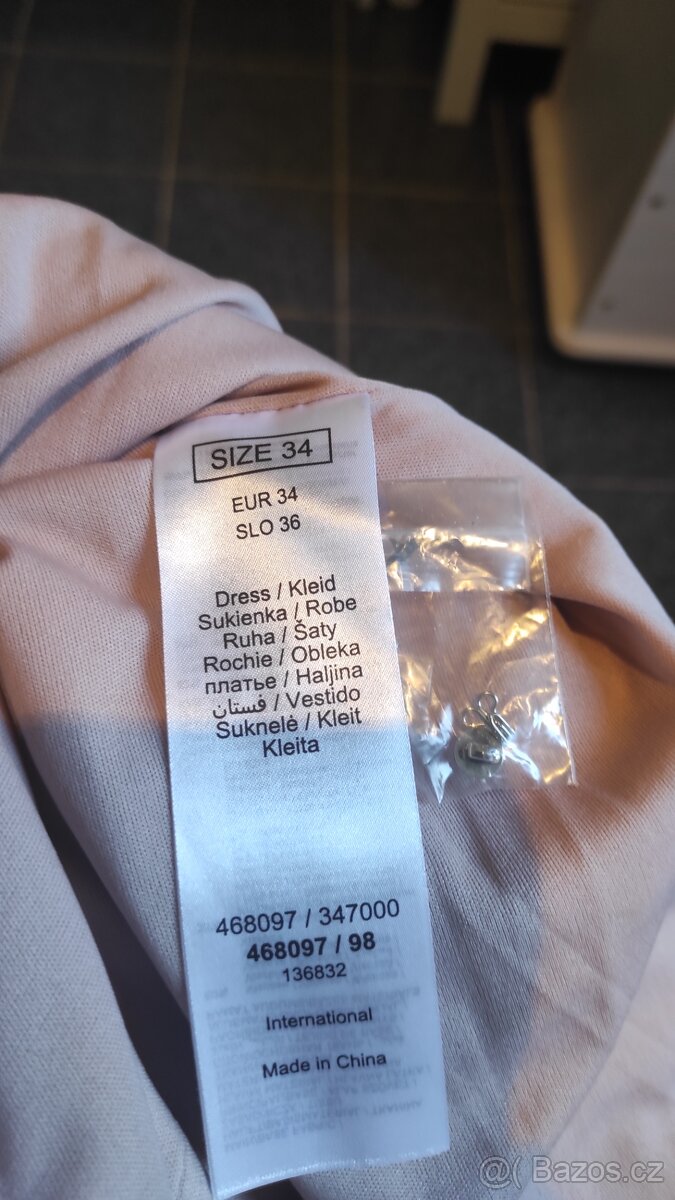 SIZE 34
EUR 34
SLO 36
Dress / Kleid
Sukienka / Robe
Ruha / Šaty
Rochie / Obleka
платье / Haljina
فستان / Vestido
Suknelė / Kleit
Kleita
468097 / 347000
468097 / 98
136832
International
Made in China
@( Bazos.cz